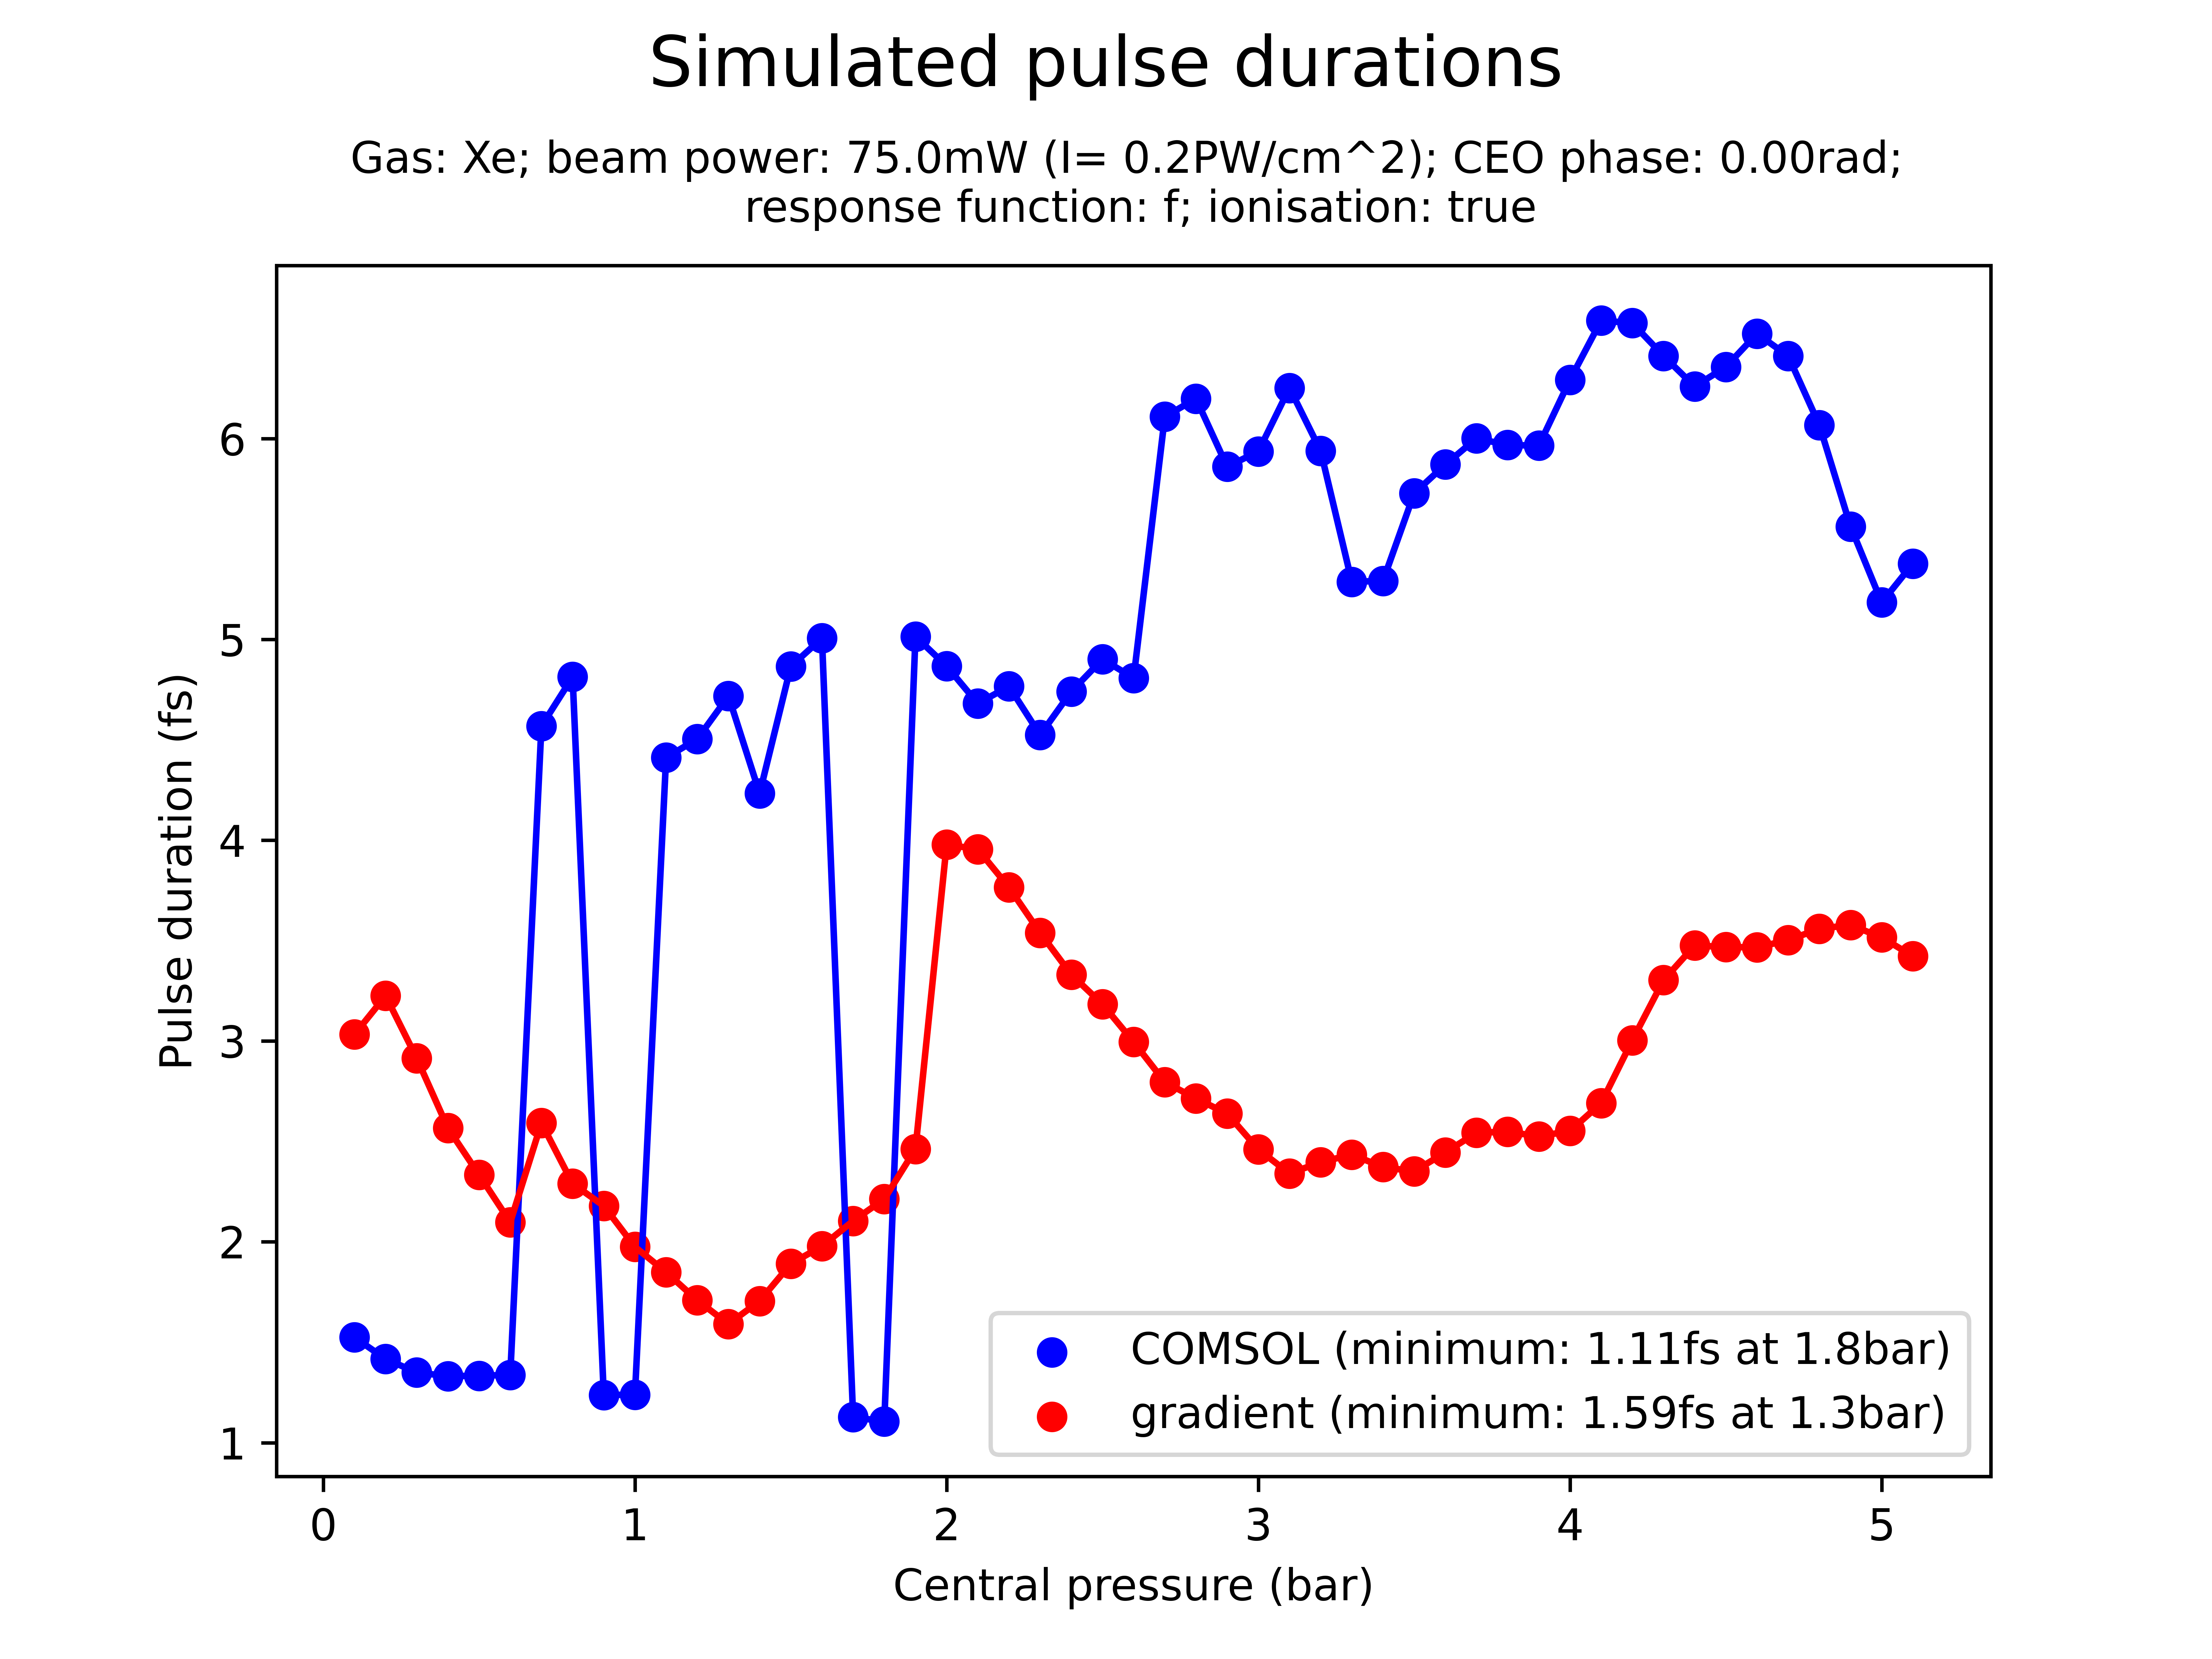 Simulated pulse durations
Gas: Xe; beam power: 75.0mW (I= 0.2PW/cm^2); CEO phase: 0.00rad;
response function: f; ionisation: true
Pulse duration (fs)
6
5
4
3
2
1
COMSOL (minimum: 1.11fs at 1.8bar)
gradient (minimum: 1.59fs at 1.3bar)
0 1 2 3 4 5
Central pressure (bar)